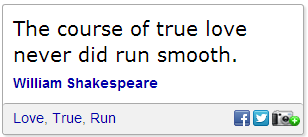 The course of true love
never did run smooth.
William Shakespeare
Love, True, Run